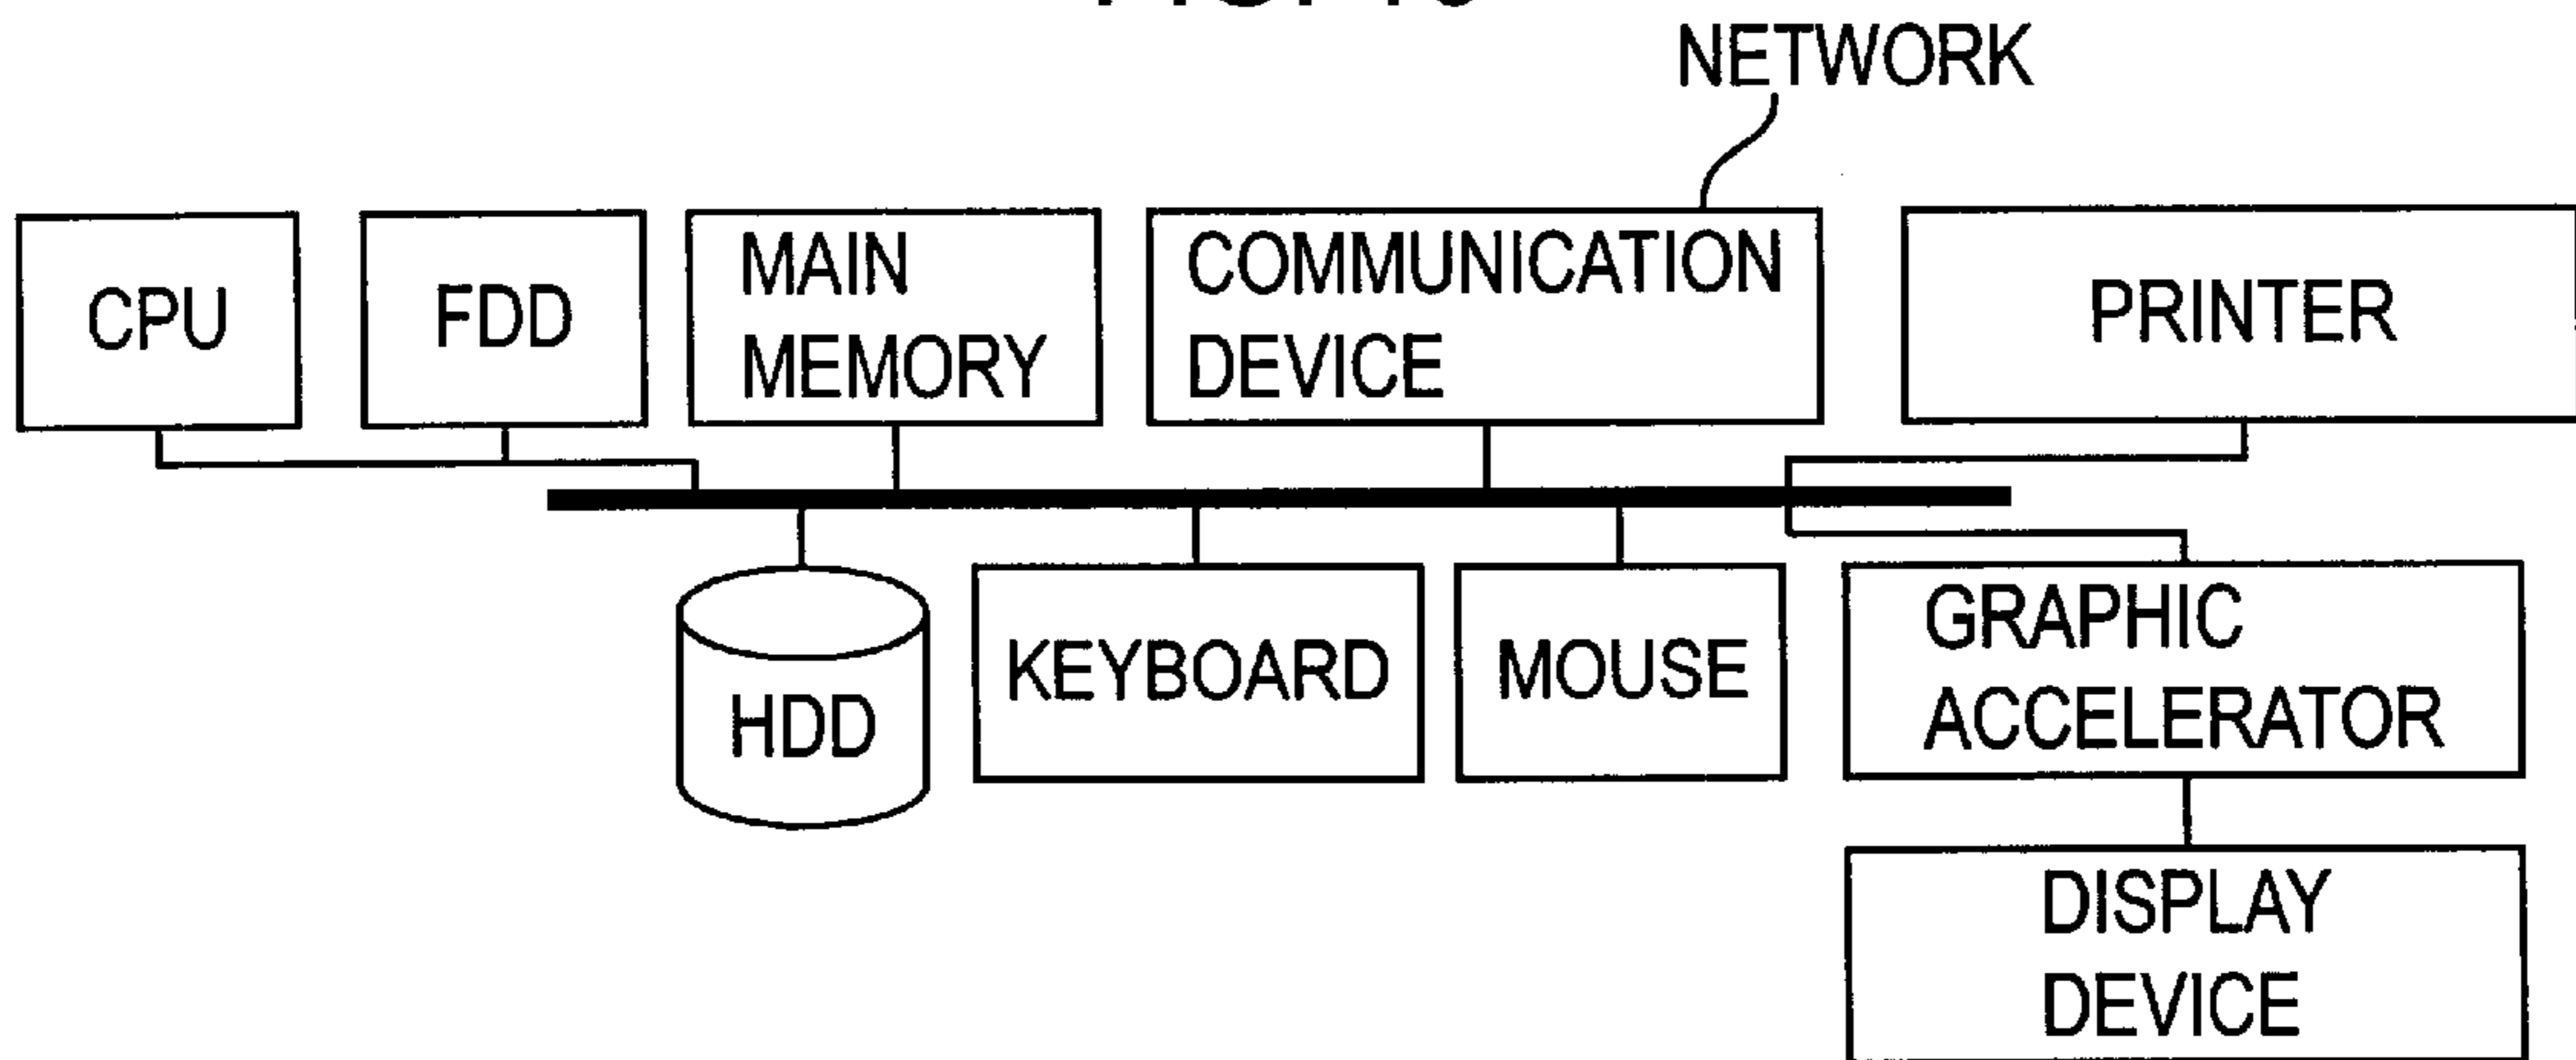 NETWORK
CPU
FDD
MAIN
MEMORY
COMMUNICATION
DEVICE
PRINTER
HDD
KEYBOARD
MOUSE
GRAPHIC
ACCELERATOR
DISPLAY
DEVICE